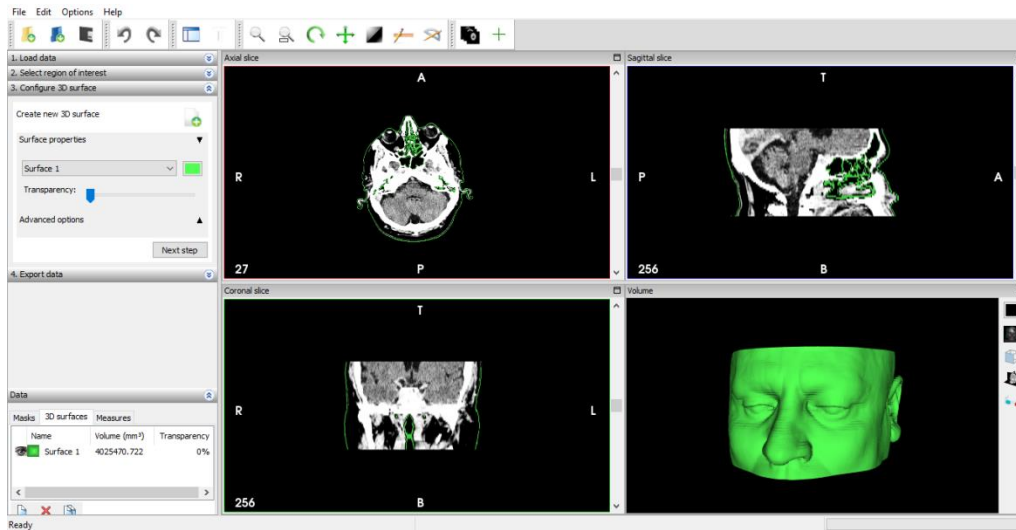 File Edit Options Help
1. Load data
2. Select region of interest
3. Configure 3D surface
Create new 3D surface
Surface properties
Surface 1
Transparency:
Advanced options
Next step
4. Export data
Data
Masks 3D surfaces Measures
Name Volume (mm³) Transparency
Surface 1 4025470.722 0%
Ready
Axial slice
A
R L
27 P
Sagittal slice
T
P A
256 B
Coronal slice
T
R L
256 B
Volume